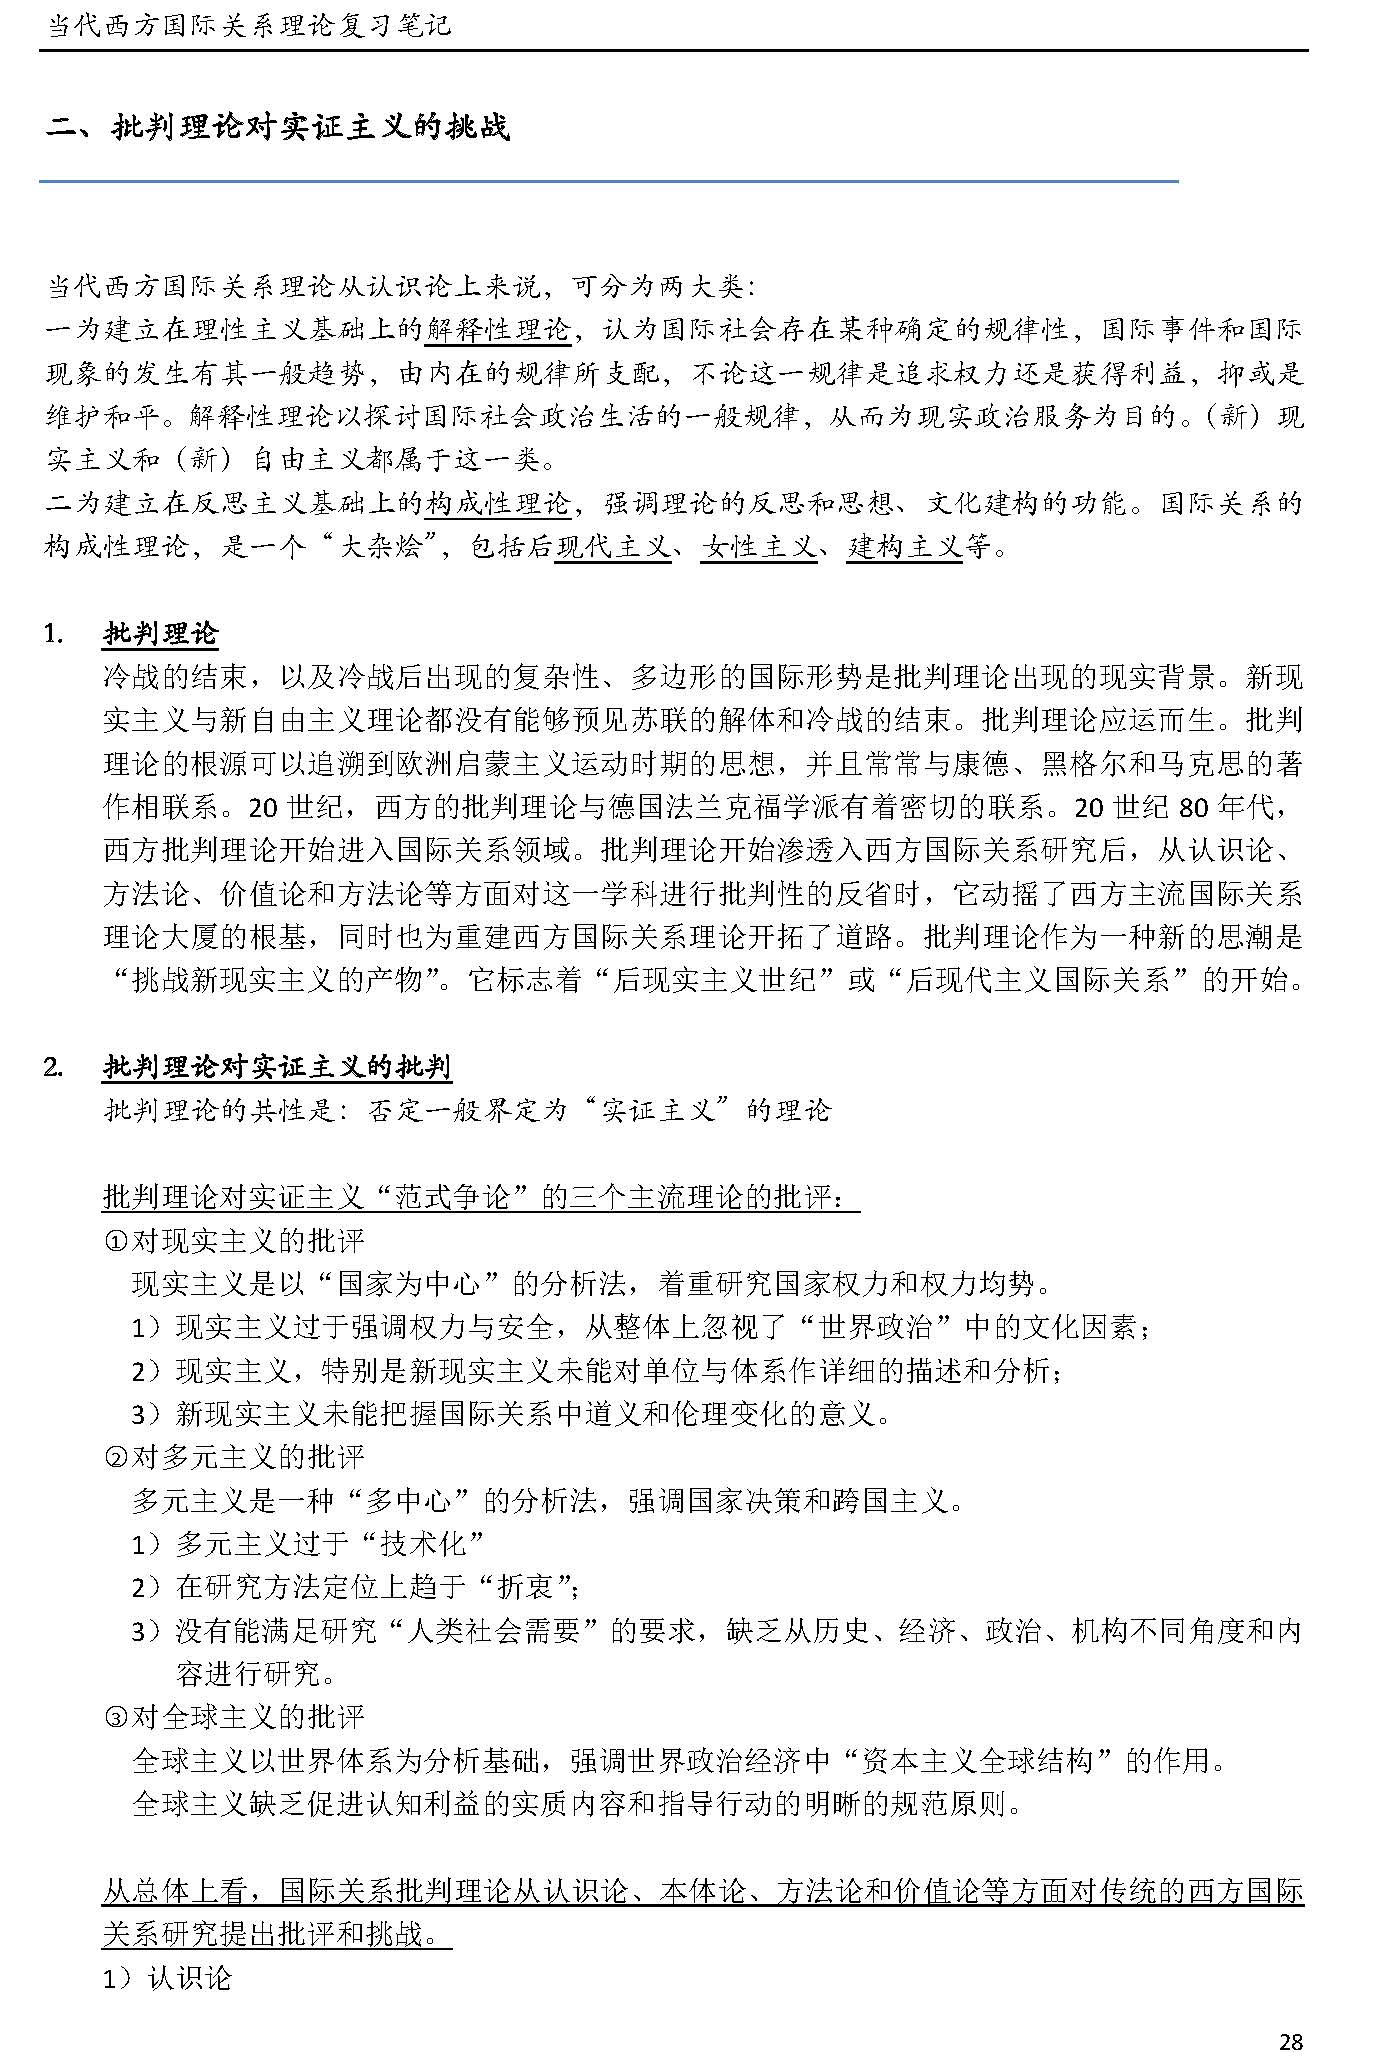 当代西方国际关系理论复习笔记
二、批判理论对实证主义的挑战
当代西方国际关系理论从认识论上来说，可分为两大类：
一为建立在理性主义基础上的解释性理论，认为国际社会存在某种确定的规律性，国际事件和国际
现象的发生有其一般趋势，由内在的规律所支配，不论这一规律是追求权力还是获得利益，抑或是
维护和平。解释性理论以探讨国际社会政治生活的一般规律，从而为现实政治服务为目的。（新）现
实主义和（新）自由主义都属于这一类。
二为建立在反思主义基础上的构成性理论，强调理论的反思和思想、文化建构的功能。国际关系的
构成性理论，是一个“大杂烩”，包括后现代主义、女性主义、建构主义等。
1. 批判理论
冷战的结束，以及冷战后出现的复杂性、多边形的国际形势是批判理论出现的现实背景。新现
实主义与新自由主义理论都没有能够预见苏联的解体和冷战的结束。批判理论应运而生。批判
理论的根源可以追溯到欧洲启蒙主义运动时期的思想，并且常常与康德、黑格尔和马克思的著
作相联系。20 世纪，西方的批判理论与德国法兰克福学派有着密切的联系。20 世纪 80 年代，
西方批判理论开始进入国际关系领域。批判理论开始渗透入西方国际关系研究后，从认识论、
方法论、价值论和方法论等方面对这一学科进行批判性的反省时，它动摇了西方主流国际关系
理论大厦的根基，同时也为重建西方国际关系理论开拓了道路。批判理论作为一种新的思潮是
“挑战新现实主义的产物”。它标志着“后现实主义世纪”或“后现代主义国际关系”的开始。
2. 批判理论对实证主义的批判
批判理论的共性是：否定一般界定为“实证主义”的理论
批判理论对实证主义“范式争论”的三个主流理论的批评：
①对现实主义的批评
现实主义是以“国家为中心”的分析法，着重研究国家权力和权力均势。
1）现实主义过于强调权力与安全，从整体上忽视了“世界政治”中的文化因素；
2）现实主义，特别是新现实主义未能对单位与体系作详细的描述和分析；
3）新现实主义未能把握国际关系中道义和伦理变化的意义。
②对多元主义的批评
多元主义是一种“多中心”的分析法，强调国家决策和跨国主义。
1）多元主义过于“技术化”
2）在研究方法定位上趋于“折衷”；
3）没有能满足研究“人类社会需要”的要求，缺乏从历史、经济、政治、机构不同角度和内
容进行研究。
③对全球主义的批评
全球主义以世界体系为分析基础，强调世界政治经济中“资本主义全球结构”的作用。
全球主义缺乏促进认知利益的实质内容和指导行动的明晰的规范原则。
从总体上看，国际关系批判理论从认识论、本体论、方法论和价值论等方面对传统的西方国际
关系研究提出批评和挑战。
1）认识论
28